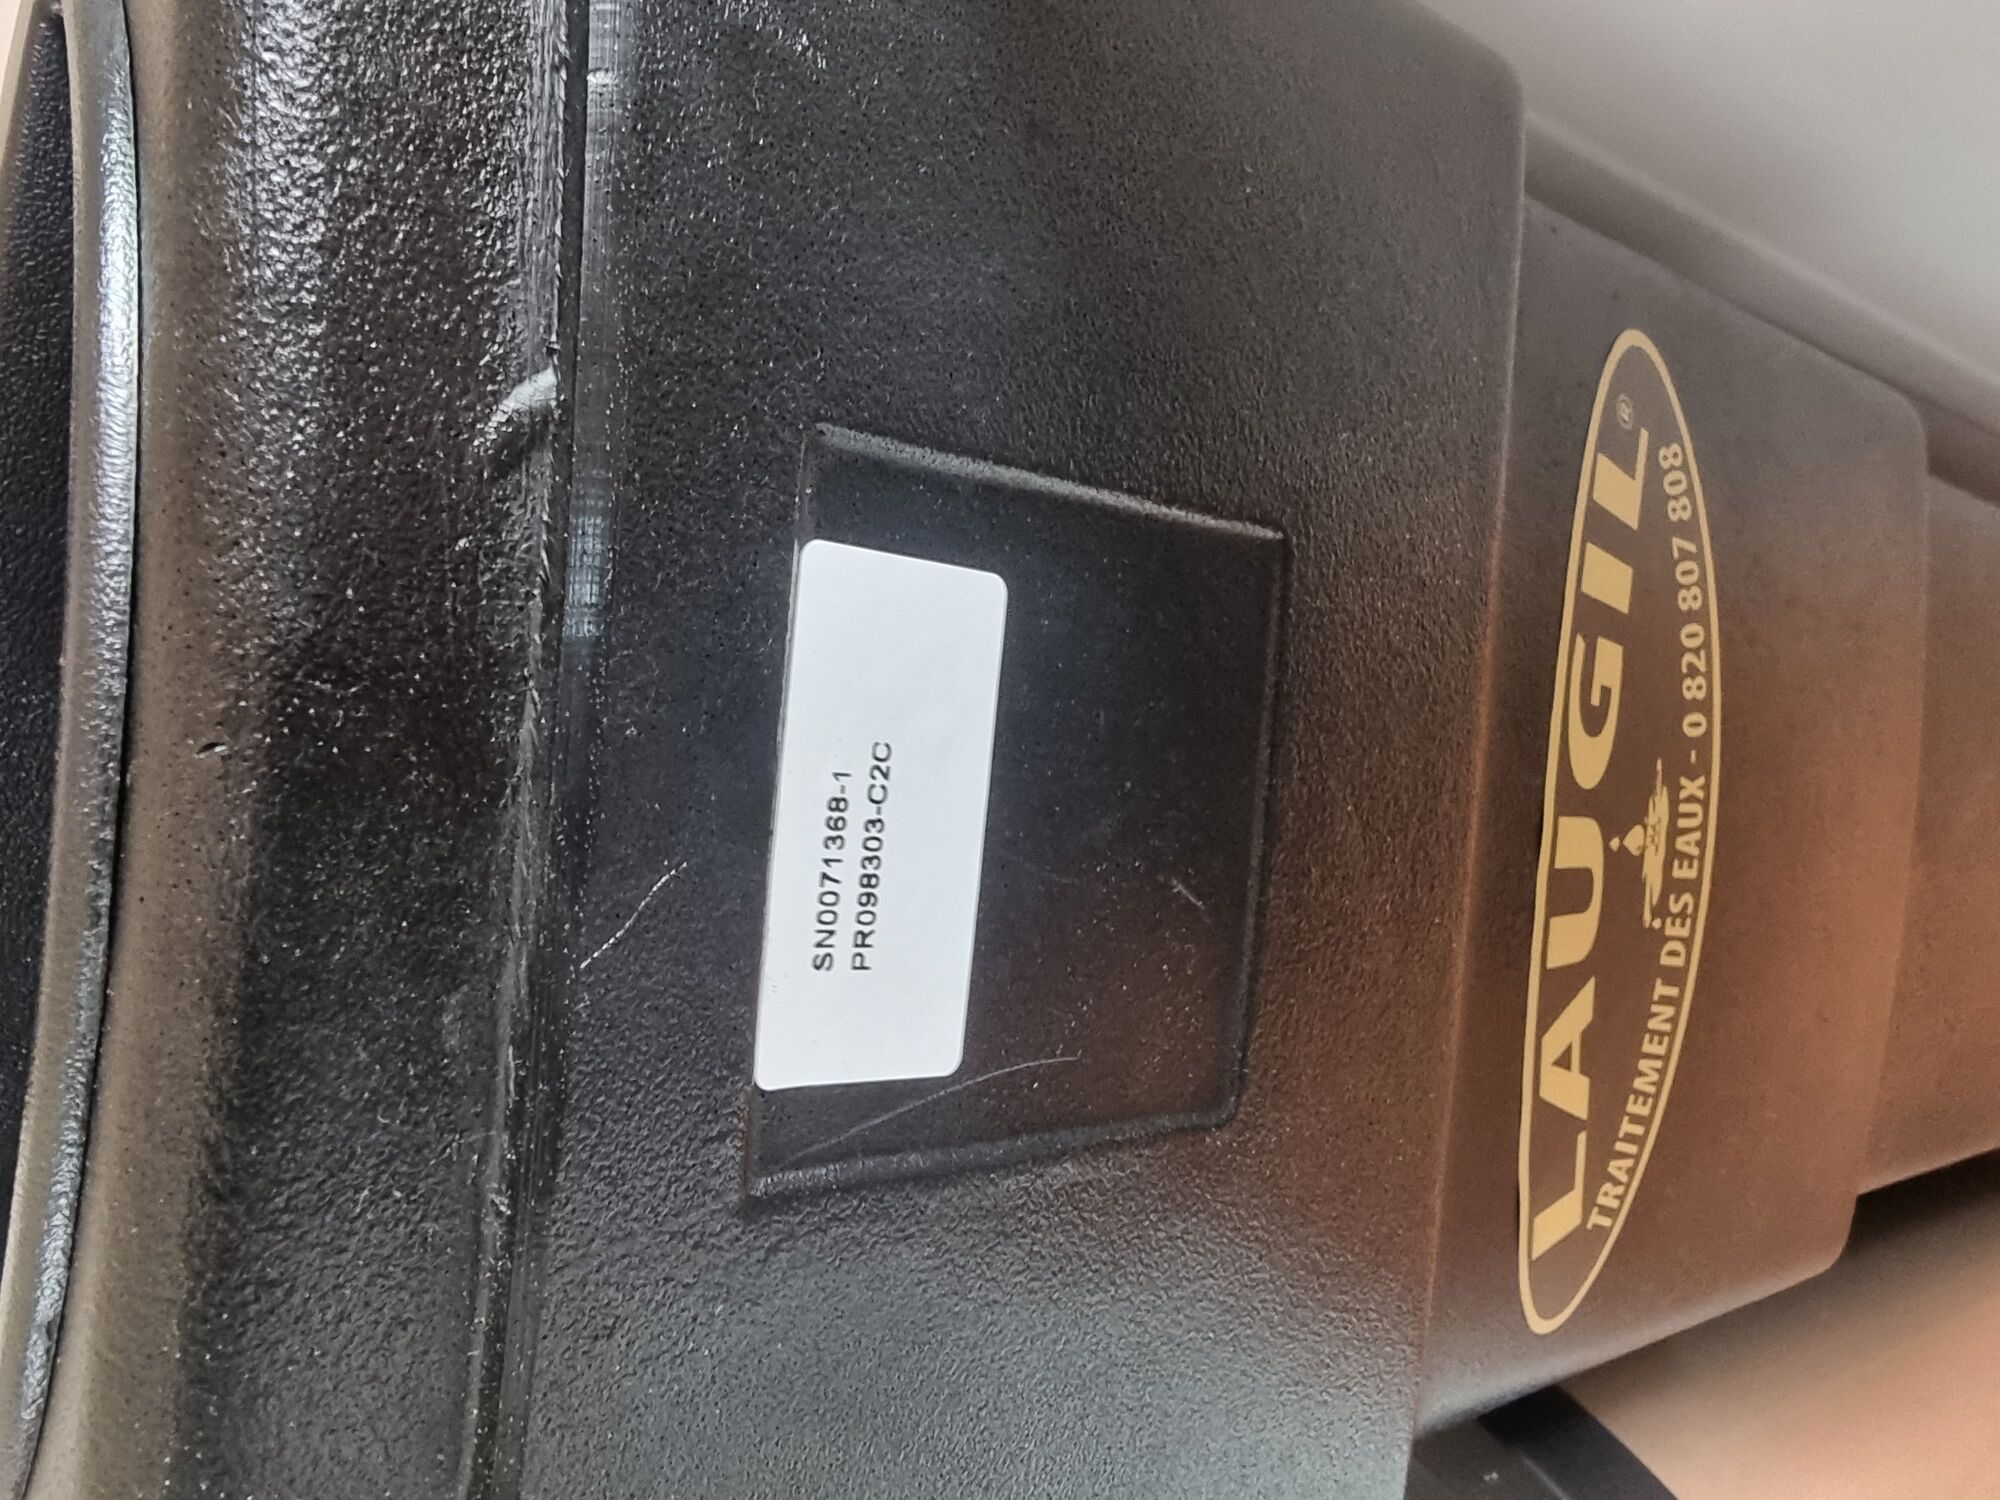 SN0071368-1
PR098303-C2C
LAUGIL®
TRAITEMENT DES EAUX - 0 820 807 808